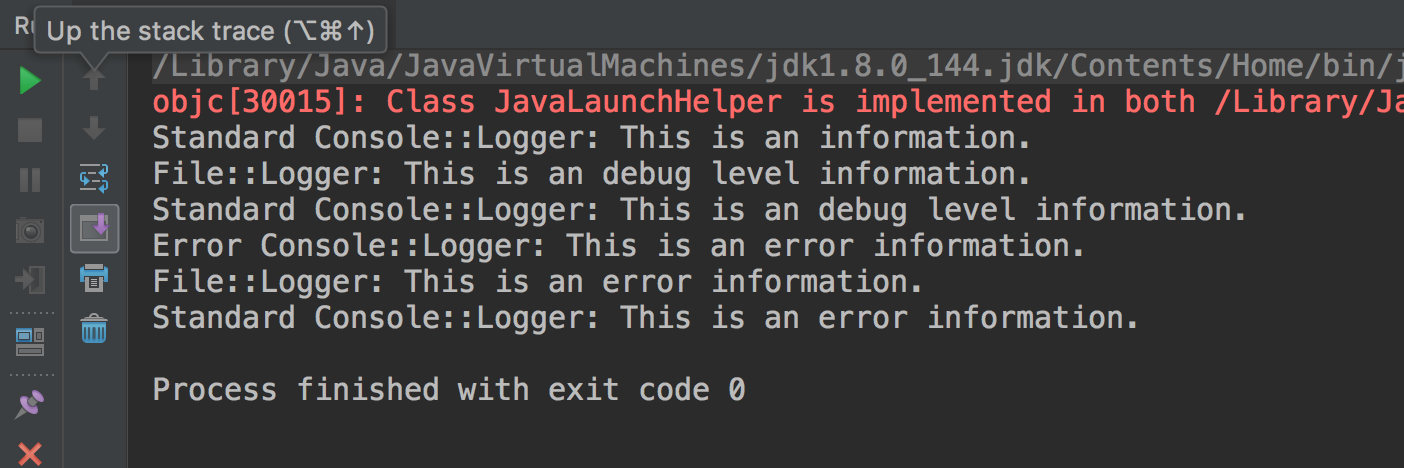 Ru
Up the stack trace (⌥⌘↑)
/Library/Java/JavaVirtualMachines/jdk1.8.0_144.jdk/Contents/Home/bin/j
objc[30015]: Class JavaLaunchHelper is implemented in both /Library/Ja
Standard Console::Logger: This is an information.
File::Logger: This is an debug level information.
Standard Console::Logger: This is an debug level information.
Error Console::Logger: This is an error information.
File::Logger: This is an error information.
Standard Console::Logger: This is an error information.
Process finished with exit code 0